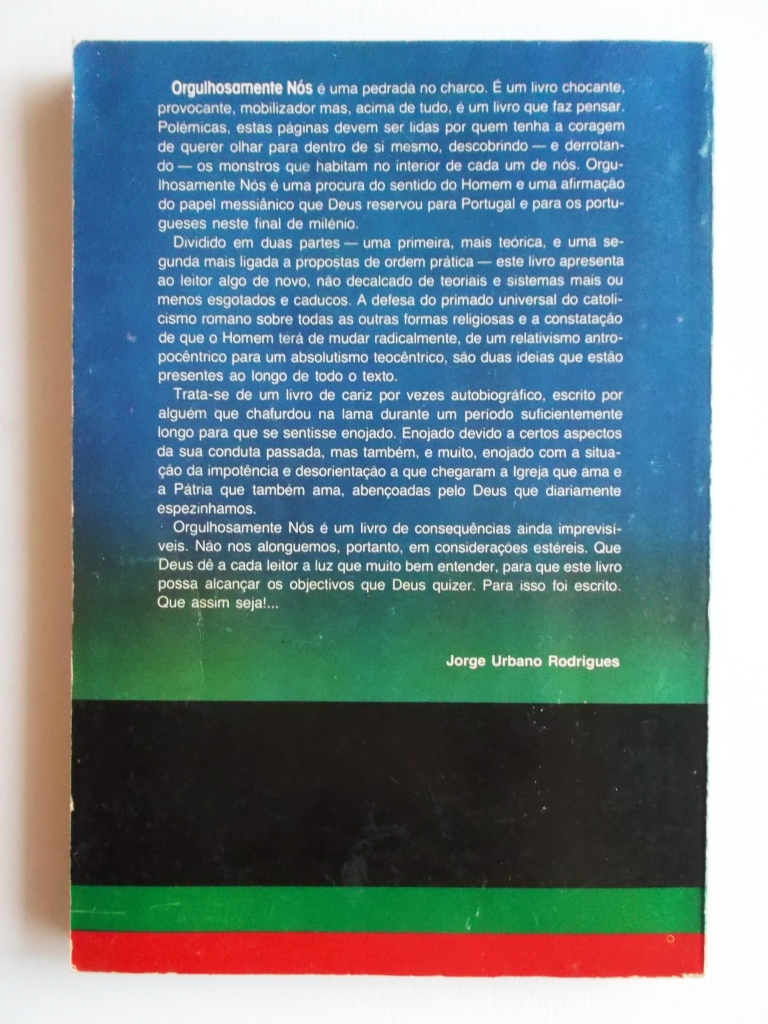 Orgulhosamente Nós é uma pedrada no charco. É um livro chocante,
provocante, mobilizador mas, acima de tudo, é um livro que faz pensar.
Polémicas, estas páginas devem ser lidas por quem tenha a coragem
de querer olhar para dentro de si mesmo, descobrindo — e derrotan-
do — os monstros que habitam no interior de cada um de nós. Orgu-
lhosamente Nós é uma procura do sentido do Homem e uma afirmação
do papel messiânico que Deus reservou para Portugal e para os portu-
gueses neste final de milénio.
Dividido em duas partes — uma primeira, mais teórica, e uma se-
gunda mais ligada a propostas de ordem prática — este livro apresenta
ao leitor algo de novo, não decalcado de teoriais e sistemas mais ou
menos esgotados e caducos. A defesa do primado universal do catoli-
cismo romano sobre todas as outras formas religiosas e a constatação
de que o Homem terá de mudar radicalmente, de um relativismo antro-
pocêntrico para um absolutismo teocêntrico, são duas ideias que estão
presentes ao longo de todo o texto.
Trata-se de um livro de cariz por vezes autobiográfico, escrito por
alguém que chafurdou na lama durante um período suficientemente
longo para que se sentisse enojado. Enojado devido a certos aspectos
da sua conduta passada, mas também, e muito, enojado com a situa-
ção da impotência e desorientação a que chegaram a Igreja que ama e
a Pátria que também ama, abençoadas pelo Deus que diariamente
espezinhamos.
Orgulhosamente Nós é um livro de consequências ainda imprevisí-
veis. Não nos alonguemos, portanto, em considerações estéreis. Que
Deus dê a cada leitor a luz que muito bem entender, para que este livro
possa alcançar os objectivos que Deus quizer. Para isso foi escrito.
Que assim seja!...
Jorge Urbano Rodrigues